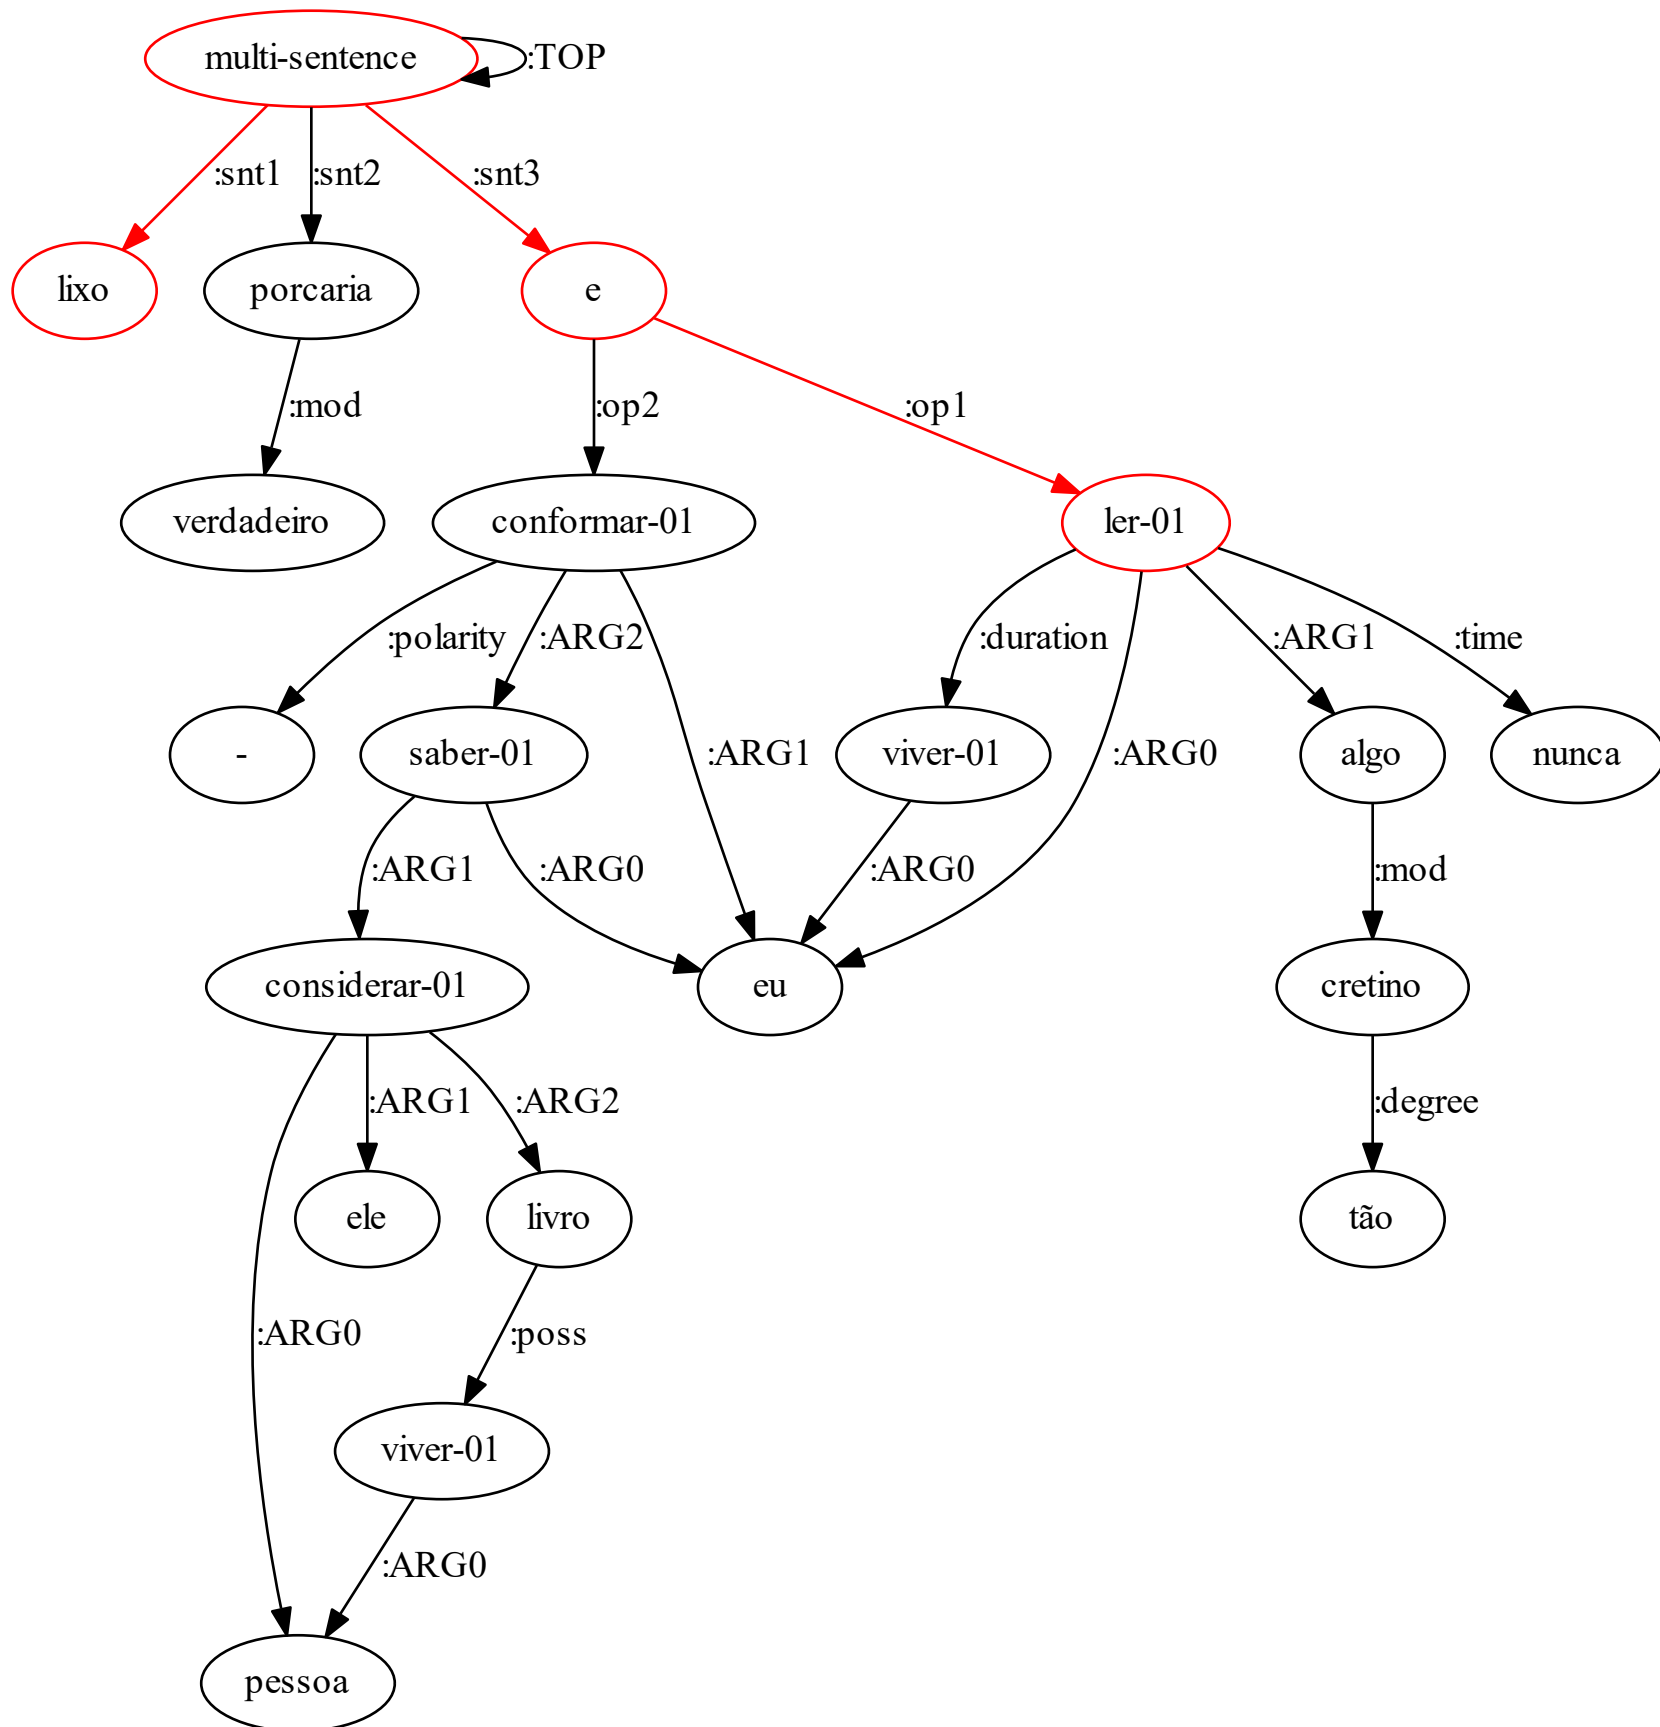 multi-sentence :TOP
:snt1 :snt2 :snt3
lixo porcaria e
:mod :op2 :op1
verdadeiro conformar-01 ler-01
:polarity :ARG2 :ARG1 :duration :ARG0 :ARG1 :time
- saber-01 viver-01 algo nunca
:ARG1 :ARG0 :ARG0 :mod
considerar-01 eu cretino
:ARG0 :ARG1 :ARG2 :degree
ele livro tão
:poss
viver-01
:ARG0
pessoa